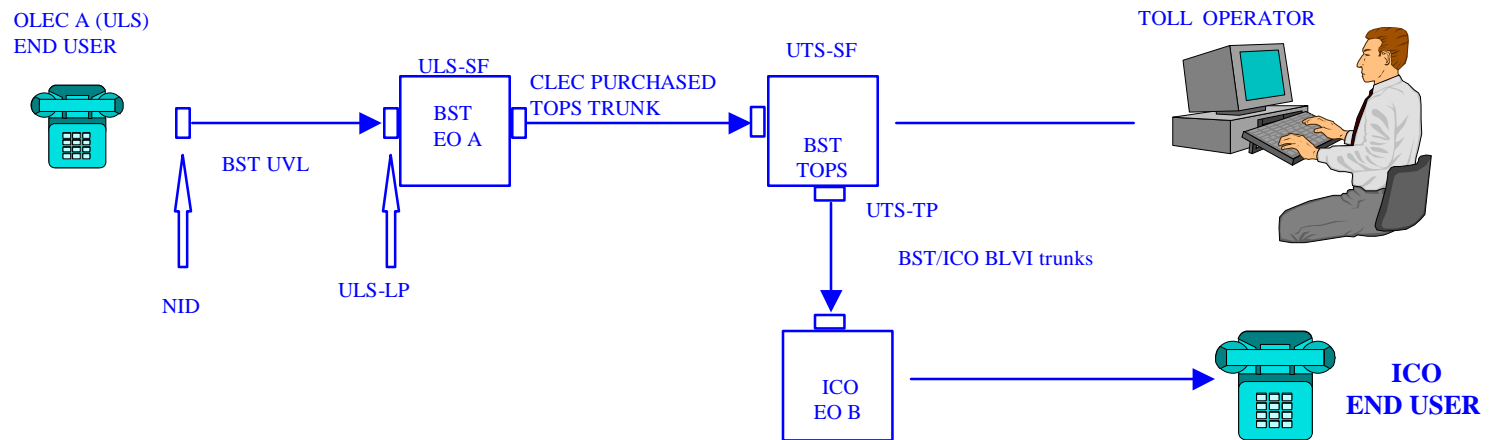 OLEC A (ULS)
END USER
ULS-SF
CLEC PURCHASED
TOPS TRUNK
UTS-SF
TOLL OPERATOR
BST
EO A
BST UVL
BST
TOPS
UTS-TP
BST/ICO BLVI trunks
NID
ULS-LP
ICO
EO B
ICO
END USER